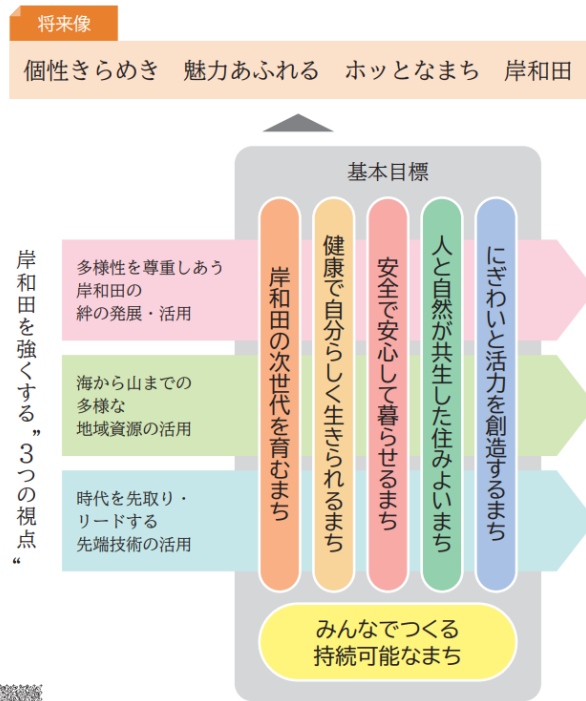 将来像
個性きらめき　魅力あふれる　ホッとなまち　岸和田
基本目標
岸和田を強くする”3つの視点“
多様性を尊重しあう
岸和田の
絆の発展・活用
海から山までの
多様な
地域資源の活用
時代を先取り・
リードする
先端技術の活用
岸和田の次世代を育むまち
健康で自分らしく生きられるまち
安全で安心して暮らせるまち
人と自然が共生した住みよいまち
にぎわいと活力を創造するまち
みんなでつくる
持続可能なまち